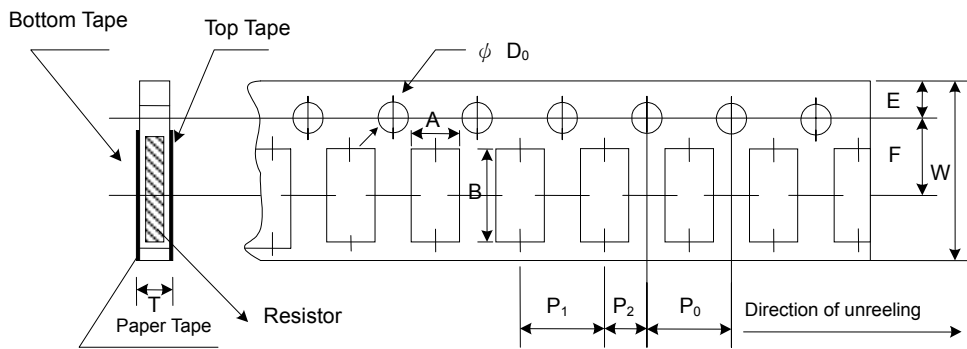 Bottom Tape
Top Tape
ϕ D₀
E
A
F
W
B
T
P₁
P₂
P₀
Direction of unreeling
Resistor
Paper Tape